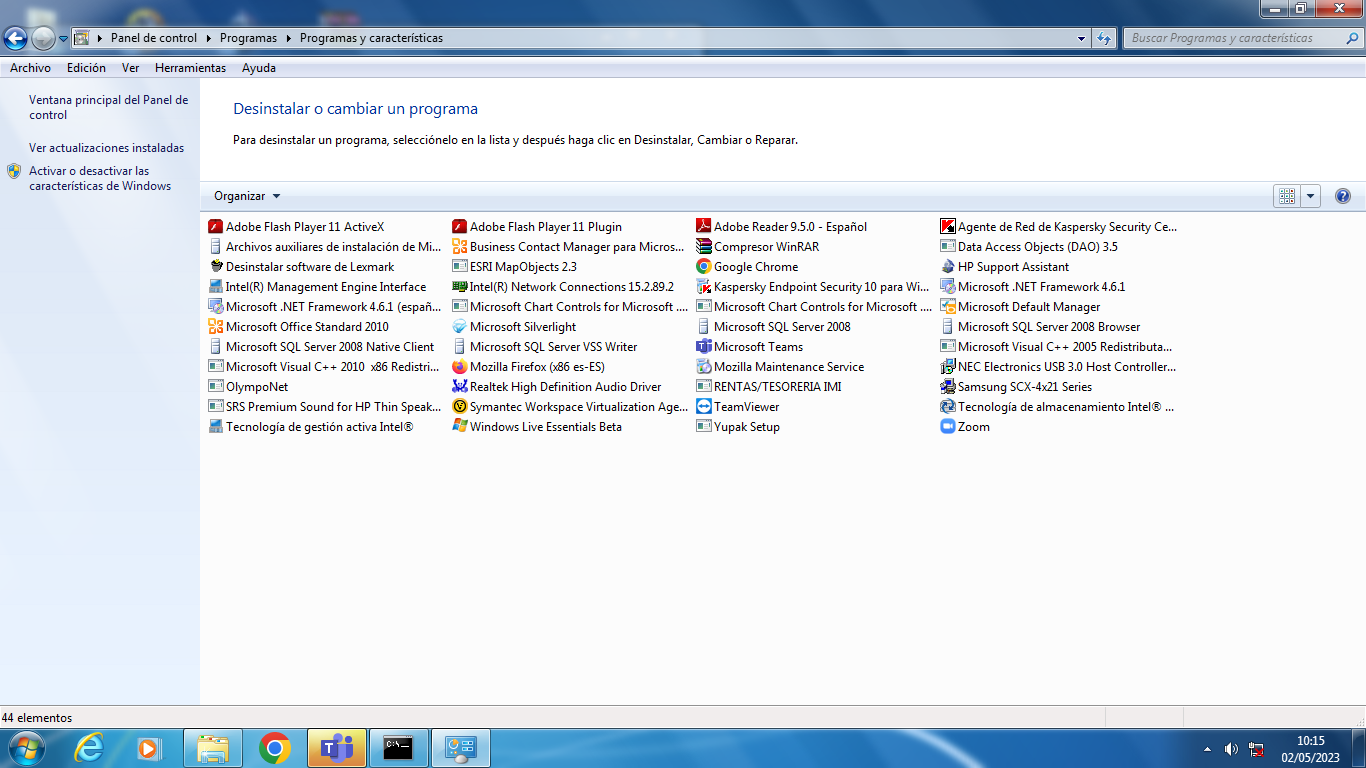 Panel de control
Programas
Programas y características
Buscar Programas y características
Archivo
Edición
Ver
Herramientas
Ayuda
Ventana principal del Panel de
control
Ver actualizaciones instaladas
Activar o desactivar las
características de Windows
Desinstalar o cambiar un programa
Para desinstalar un programa, selecciónelo en la lista y después haga clic en Desinstalar, Cambiar o Reparar.
Organizar
Adobe Flash Player 11 ActiveX
Adobe Flash Player 11 Plugin
Adobe Reader 9.5.0 - Español
Agente de Red de Kaspersky Security Ce...
Archivos auxiliares de instalación de Mi...
Business Contact Manager para Micros...
Compresor WinRAR
Data Access Objects (DAO) 3.5
Desinstalar software de Lexmark
ESRI MapObjects 2.3
Google Chrome
HP Support Assistant
Intel(R) Management Engine Interface
Intel(R) Network Connections 15.2.89.2
Kaspersky Endpoint Security 10 para Wi...
Microsoft .NET Framework 4.6.1
Microsoft .NET Framework 4.6.1 (españ...
Microsoft Chart Controls for Microsoft ....
Microsoft Chart Controls for Microsoft ....
Microsoft Default Manager
Microsoft Office Standard 2010
Microsoft Silverlight
Microsoft SQL Server 2008
Microsoft SQL Server 2008 Browser
Microsoft SQL Server 2008 Native Client
Microsoft SQL Server VSS Writer
Microsoft Teams
Microsoft Visual C++ 2005 Redistributa...
Microsoft Visual C++ 2010  x86 Redistri...
Mozilla Firefox (x86 es-ES)
Mozilla Maintenance Service
NEC Electronics USB 3.0 Host Controller...
OlympoNet
Realtek High Definition Audio Driver
RENTAS/TESORERIA IMI
Samsung SCX-4x21 Series
SRS Premium Sound for HP Thin Speak...
Symantec Workspace Virtualization Age...
TeamViewer
Tecnología de almacenamiento Intel® ...
Tecnología de gestión activa Intel®
Windows Live Essentials Beta
Yupak Setup
Zoom
44 elementos
10:15
02/05/2023